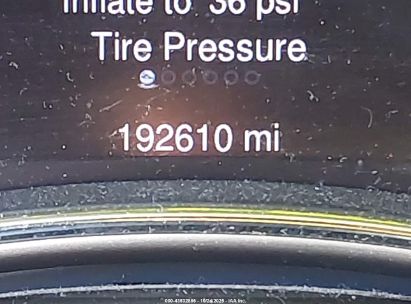 Inflate to 36 psi
Tire Pressure
192610 mi